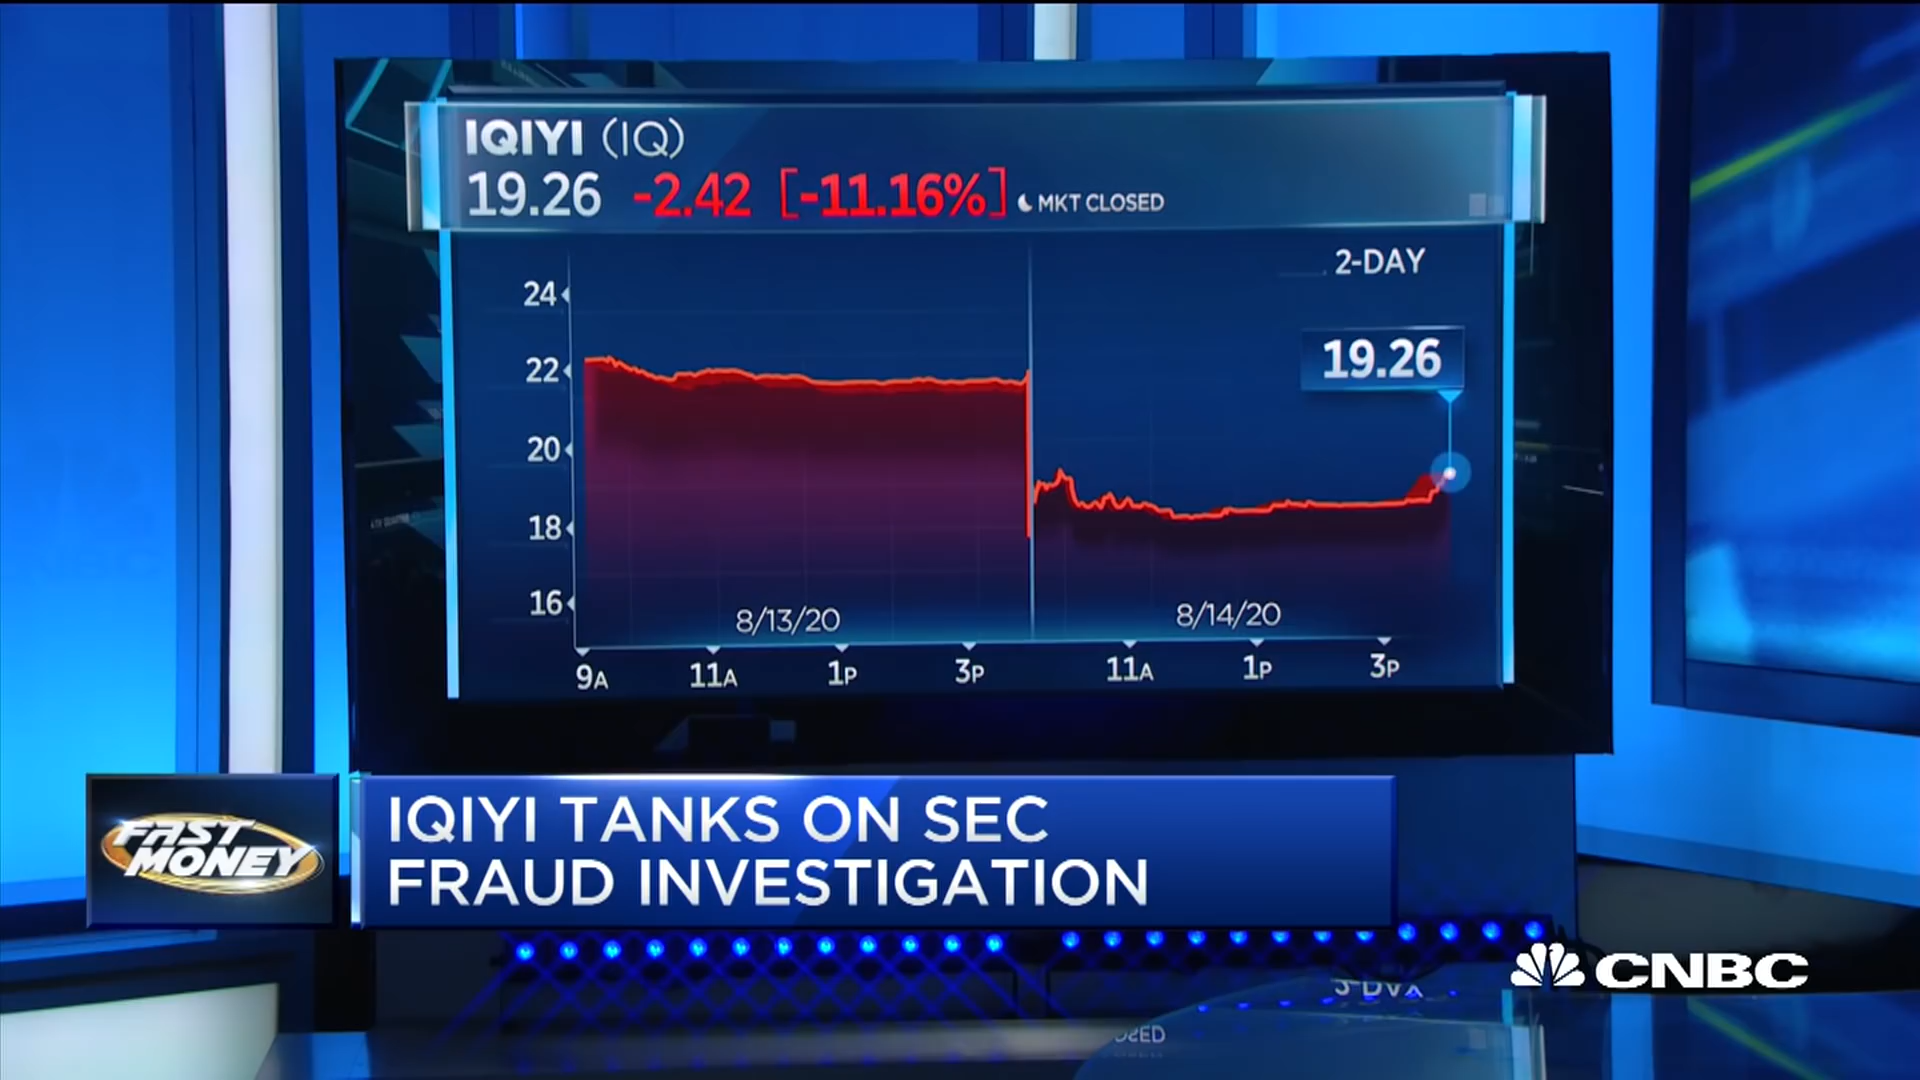 IQIYI (IQ)
19.26 -2.42 [-11.16%] MKT CLOSED
2-DAY
24
22
20
18
16
19.26
8/13/20
8/14/20
9A 11A 1P 3P 11A 1P 3P
FAST
MONEY
IQIYI TANKS ON SEC
FRAUD INVESTIGATION
CNBC